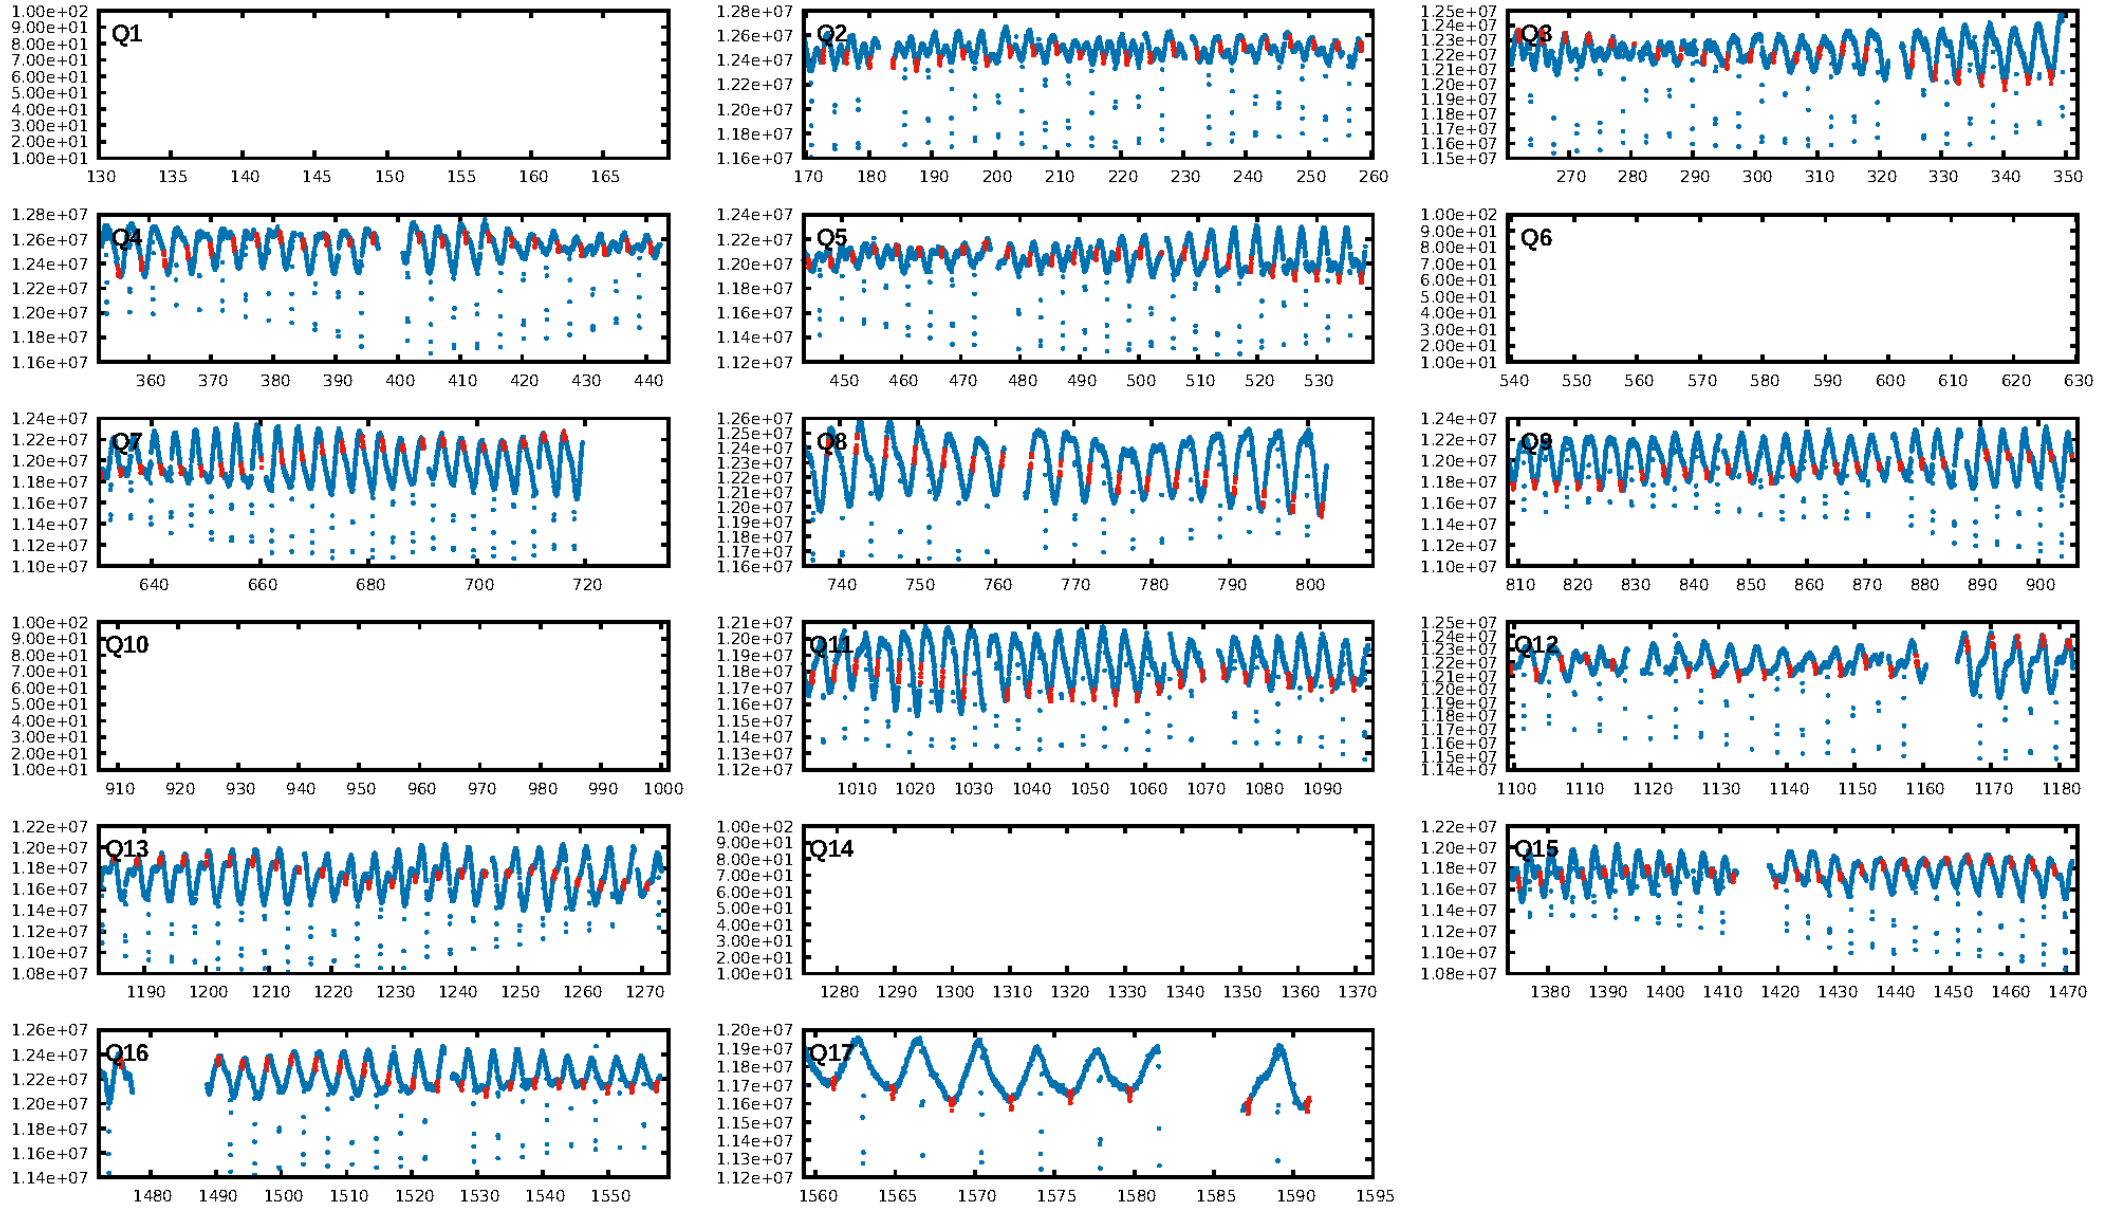 Q1
1.00e+02
9.00e+01
8.00e+01
7.00e+01
6.00e+01
5.00e+01
4.00e+01
3.00e+01
2.00e+01
1.00e+01
130 135 140 145 150 155 160 165
Q2
1.28e+07
1.26e+07
1.24e+07
1.22e+07
1.20e+07
1.18e+07
1.16e+07
170 180 190 200 210 220 230 240 250 260
Q3
1.25e+07
1.24e+07
1.23e+07
1.22e+07
1.21e+07
1.20e+07
1.19e+07
1.18e+07
1.17e+07
1.16e+07
1.15e+07
270 280 290 300 310 320 330 340 350
Q4
1.28e+07
1.26e+07
1.24e+07
1.22e+07
1.20e+07
1.18e+07
1.16e+07
360 370 380 390 400 410 420 430 440
Q5
1.24e+07
1.22e+07
1.20e+07
1.18e+07
1.16e+07
1.14e+07
1.12e+07
450 460 470 480 490 500 510 520 530
Q6
1.00e+02
9.00e+01
8.00e+01
7.00e+01
6.00e+01
5.00e+01
4.00e+01
3.00e+01
2.00e+01
1.00e+01
540 550 560 570 580 590 600 610 620 630
Q7
1.24e+07
1.22e+07
1.20e+07
1.18e+07
1.16e+07
1.14e+07
1.12e+07
1.10e+07
640 660 680 700 720
Q8
1.26e+07
1.25e+07
1.24e+07
1.23e+07
1.22e+07
1.21e+07
1.20e+07
1.19e+07
1.18e+07
1.17e+07
1.16e+07
740 750 760 770 780 790 800
Q9
1.24e+07
1.22e+07
1.20e+07
1.18e+07
1.16e+07
1.14e+07
1.12e+07
1.10e+07
810 820 830 840 850 860 870 880 890 900
Q10
1.00e+02
9.00e+01
8.00e+01
7.00e+01
6.00e+01
5.00e+01
4.00e+01
3.00e+01
2.00e+01
1.00e+01
910 920 930 940 950 960 970 980 990 1000
Q11
1.21e+07
1.20e+07
1.19e+07
1.18e+07
1.17e+07
1.16e+07
1.15e+07
1.14e+07
1.13e+07
1.12e+07
1010 1020 1030 1040 1050 1060 1070 1080 1090
Q12
1.25e+07
1.24e+07
1.23e+07
1.22e+07
1.21e+07
1.20e+07
1.19e+07
1.18e+07
1.17e+07
1.16e+07
1.15e+07
1.14e+07
1100 1110 1120 1130 1140 1150 1160 1170 1180
Q13
1.22e+07
1.20e+07
1.18e+07
1.16e+07
1.14e+07
1.12e+07
1.10e+07
1.08e+07
1190 1200 1210 1220 1230 1240 1250 1260 1270
Q14
1.00e+02
9.00e+01
8.00e+01
7.00e+01
6.00e+01
5.00e+01
4.00e+01
3.00e+01
2.00e+01
1.00e+01
1280 1290 1300 1310 1320 1330 1340 1350 1360 1370
Q15
1.22e+07
1.20e+07
1.18e+07
1.16e+07
1.14e+07
1.12e+07
1.10e+07
1.08e+07
1380 1390 1400 1410 1420 1430 1440 1450 1460 1470
Q16
1.26e+07
1.24e+07
1.22e+07
1.20e+07
1.18e+07
1.16e+07
1.14e+07
1480 1490 1500 1510 1520 1530 1540 1550
Q17
1.20e+07
1.19e+07
1.18e+07
1.17e+07
1.16e+07
1.15e+07
1.14e+07
1.13e+07
1.12e+07
1560 1565 1570 1575 1580 1585 1590 1595